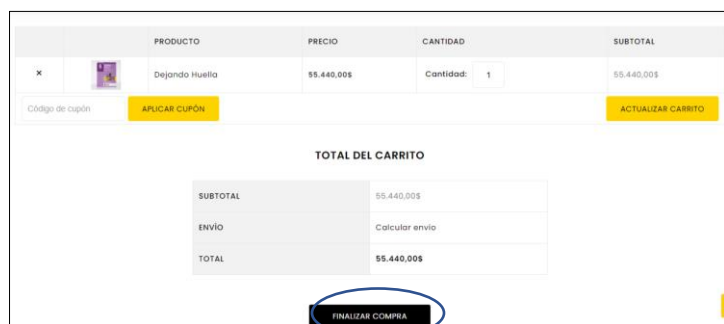 PRODUCTO PRECIO CANTIDAD SUBTOTAL
× Dejando Huella 55.440,00$ Cantidad: 1 55.440,00$
Código de cupón APLICAR CUPÓN ACTUALIZAR CARRITO
TOTAL DEL CARRITO
SUBTOTAL 55.440,00$
ENVÍO Calcular envío
TOTAL 55.440,00$
FINALIZAR COMPRA